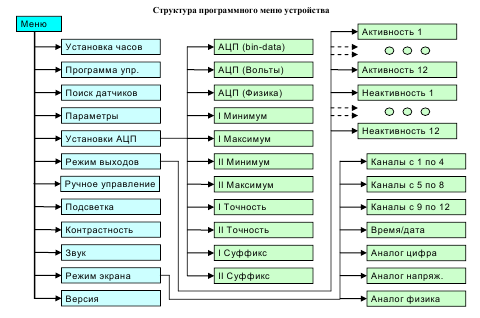 Структура программного меню устройства
Меню
Установка часов
Программа упр.
Поиск датчиков
Параметры
Установки АЦП
Режим выходов
Ручное управление
Подсветка
Контрастность
Звук
Режим экрана
Версия
АЦП (bin-data)
АЦП (Вольты)
АЦП (Физика)
I Минимум
I Максимум
II Минимум
II Максимум
I Точность
II Точность
I Суффикс
II Суффикс
Активность 1
Активность 12
Неактивность 1
Неактивность 12
Каналы с 1 по 4
Каналы с 5 по 8
Каналы с 9 по 12
Время/дата
Аналог цифра
Аналог напряж.
Аналог физика